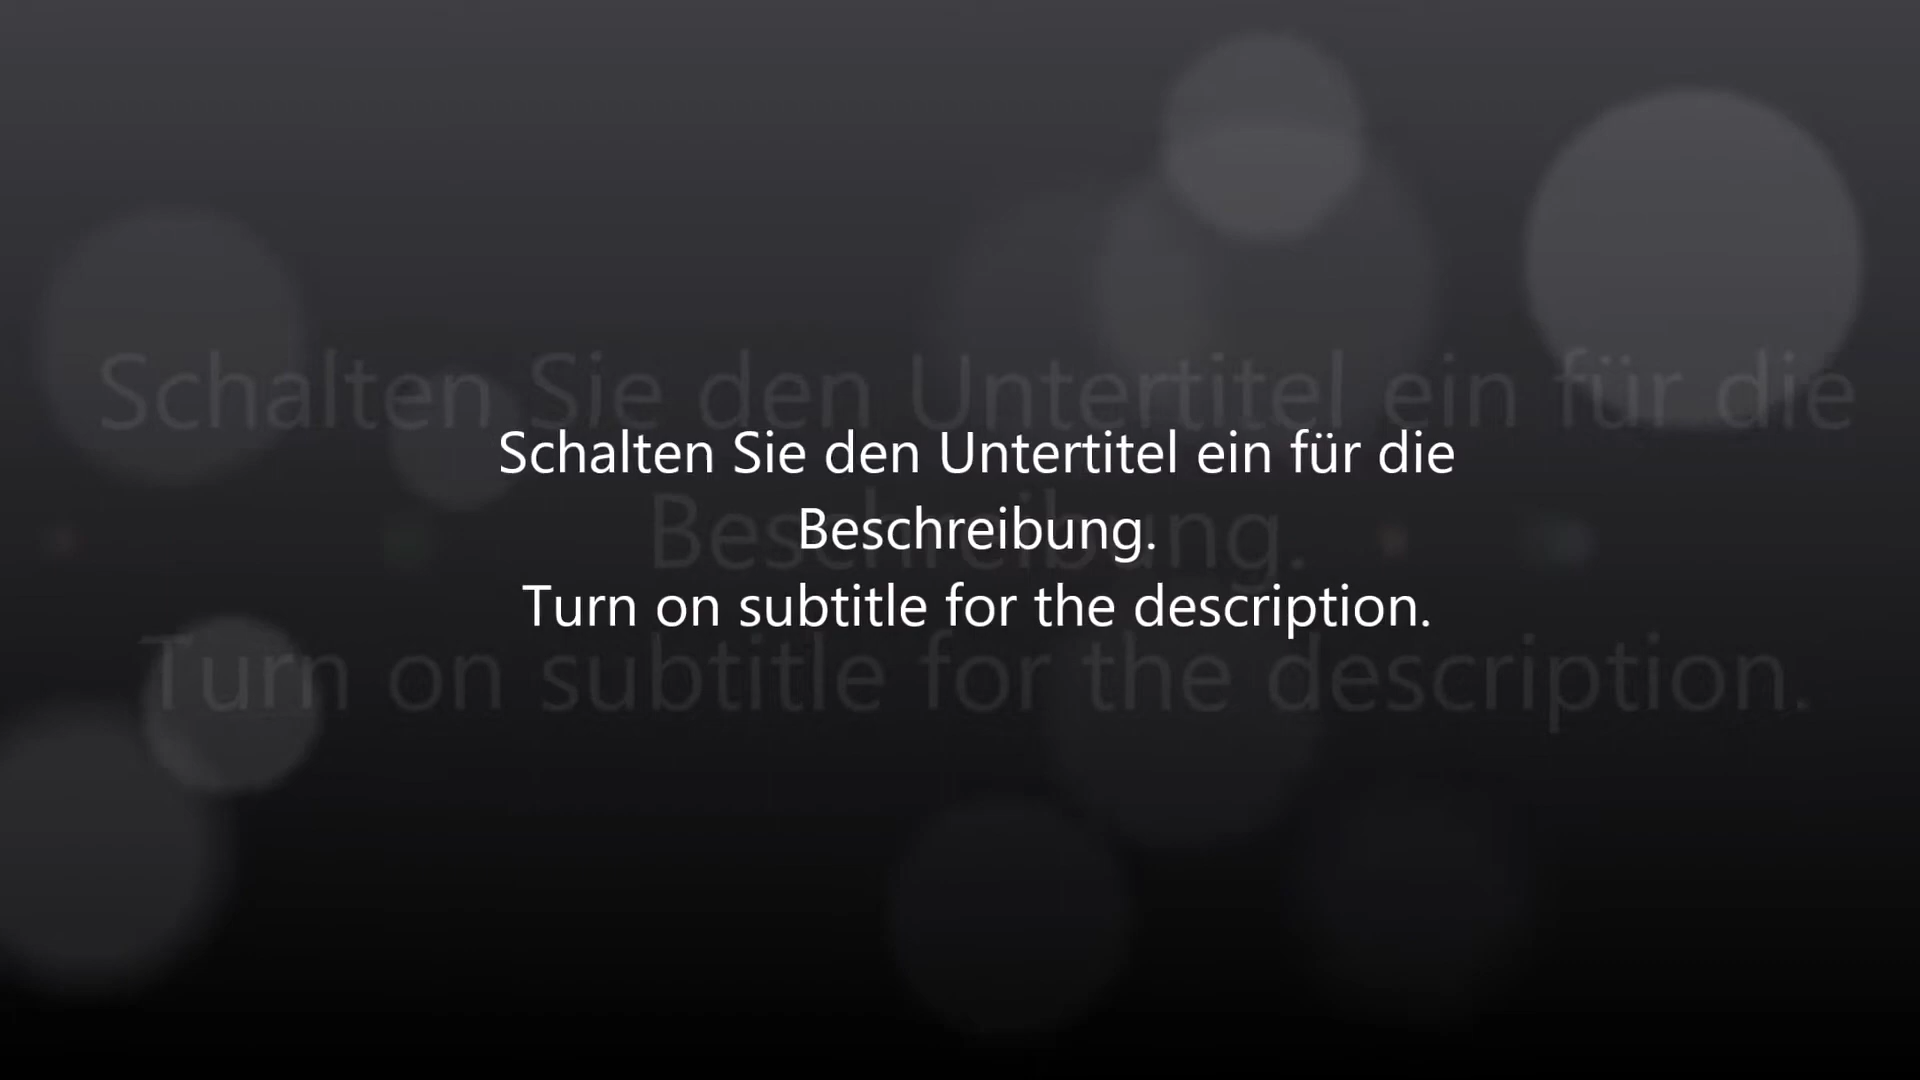 Schalten Sie den Untertitel ein für die
Beschreibung.
Turn on subtitle for the description.